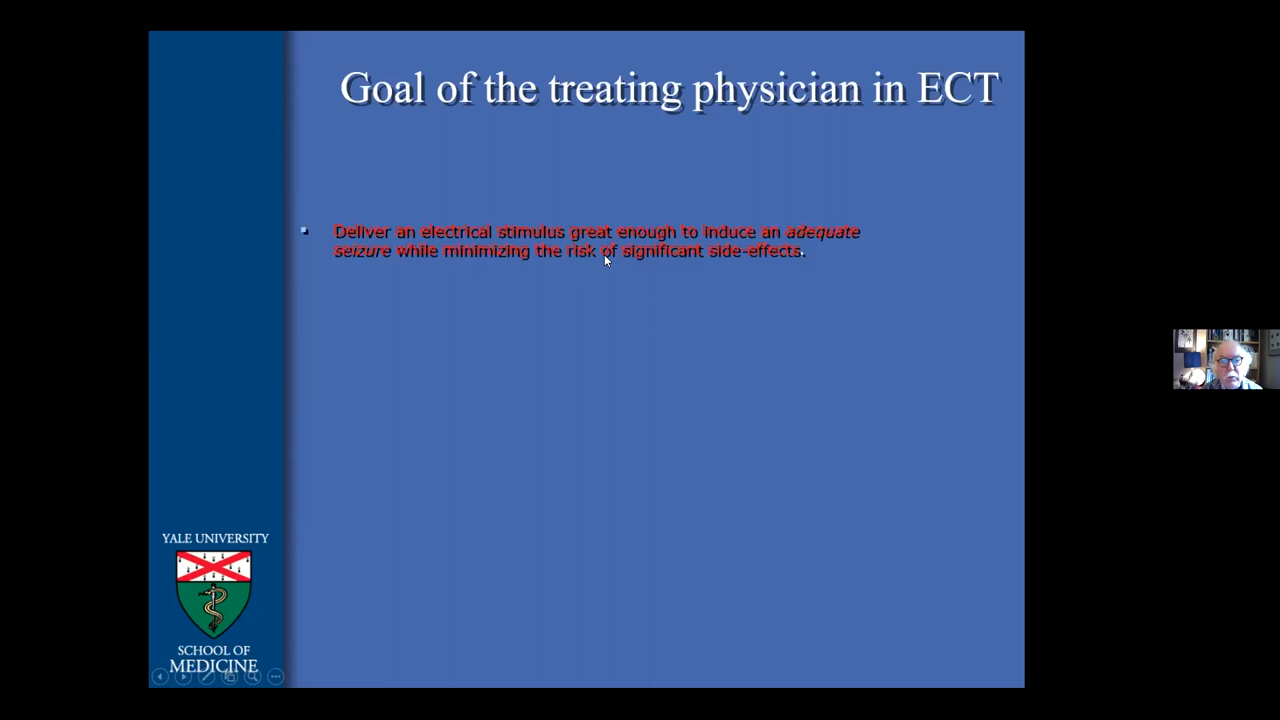 Goal of the treating physician in ECT
Deliver an electrical stimulus great enough to induce an adequate
seizure while minimizing the risk of significant side-effects.
YALE UNIVERSITY
SCHOOL OF
MEDICINE